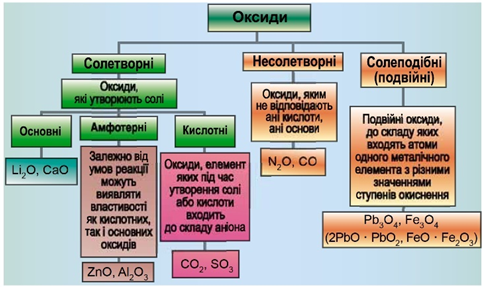 Оксиди
Солетворні
Оксиди,
які утворюють солі
Основні
Li₂O, CaO
Амфотерні
Залежно від
умов реакції
можуть
виявляти
властивості
як кислотних,
так і основних
оксидів
ZnO, Al₂O₃
Кислотні
Оксиди, елемент
яких під час
утворення солі
або кислоти
входить
до складу аніона
CO₂, SO₃
Несолетворні
Оксиди, яким
не відповідають
ані кислоти,
ані основи
N₂O, CO
Солеподібні
(подвійні)
Подвійні оксиди,
до складу яких
входять атоми
одного металічного
елемента з різними
значеннями
ступенів окиснення
Pb₃O₄, Fe₃O₄
(2PbO · PbO₂, FeO · Fe₂O₃)